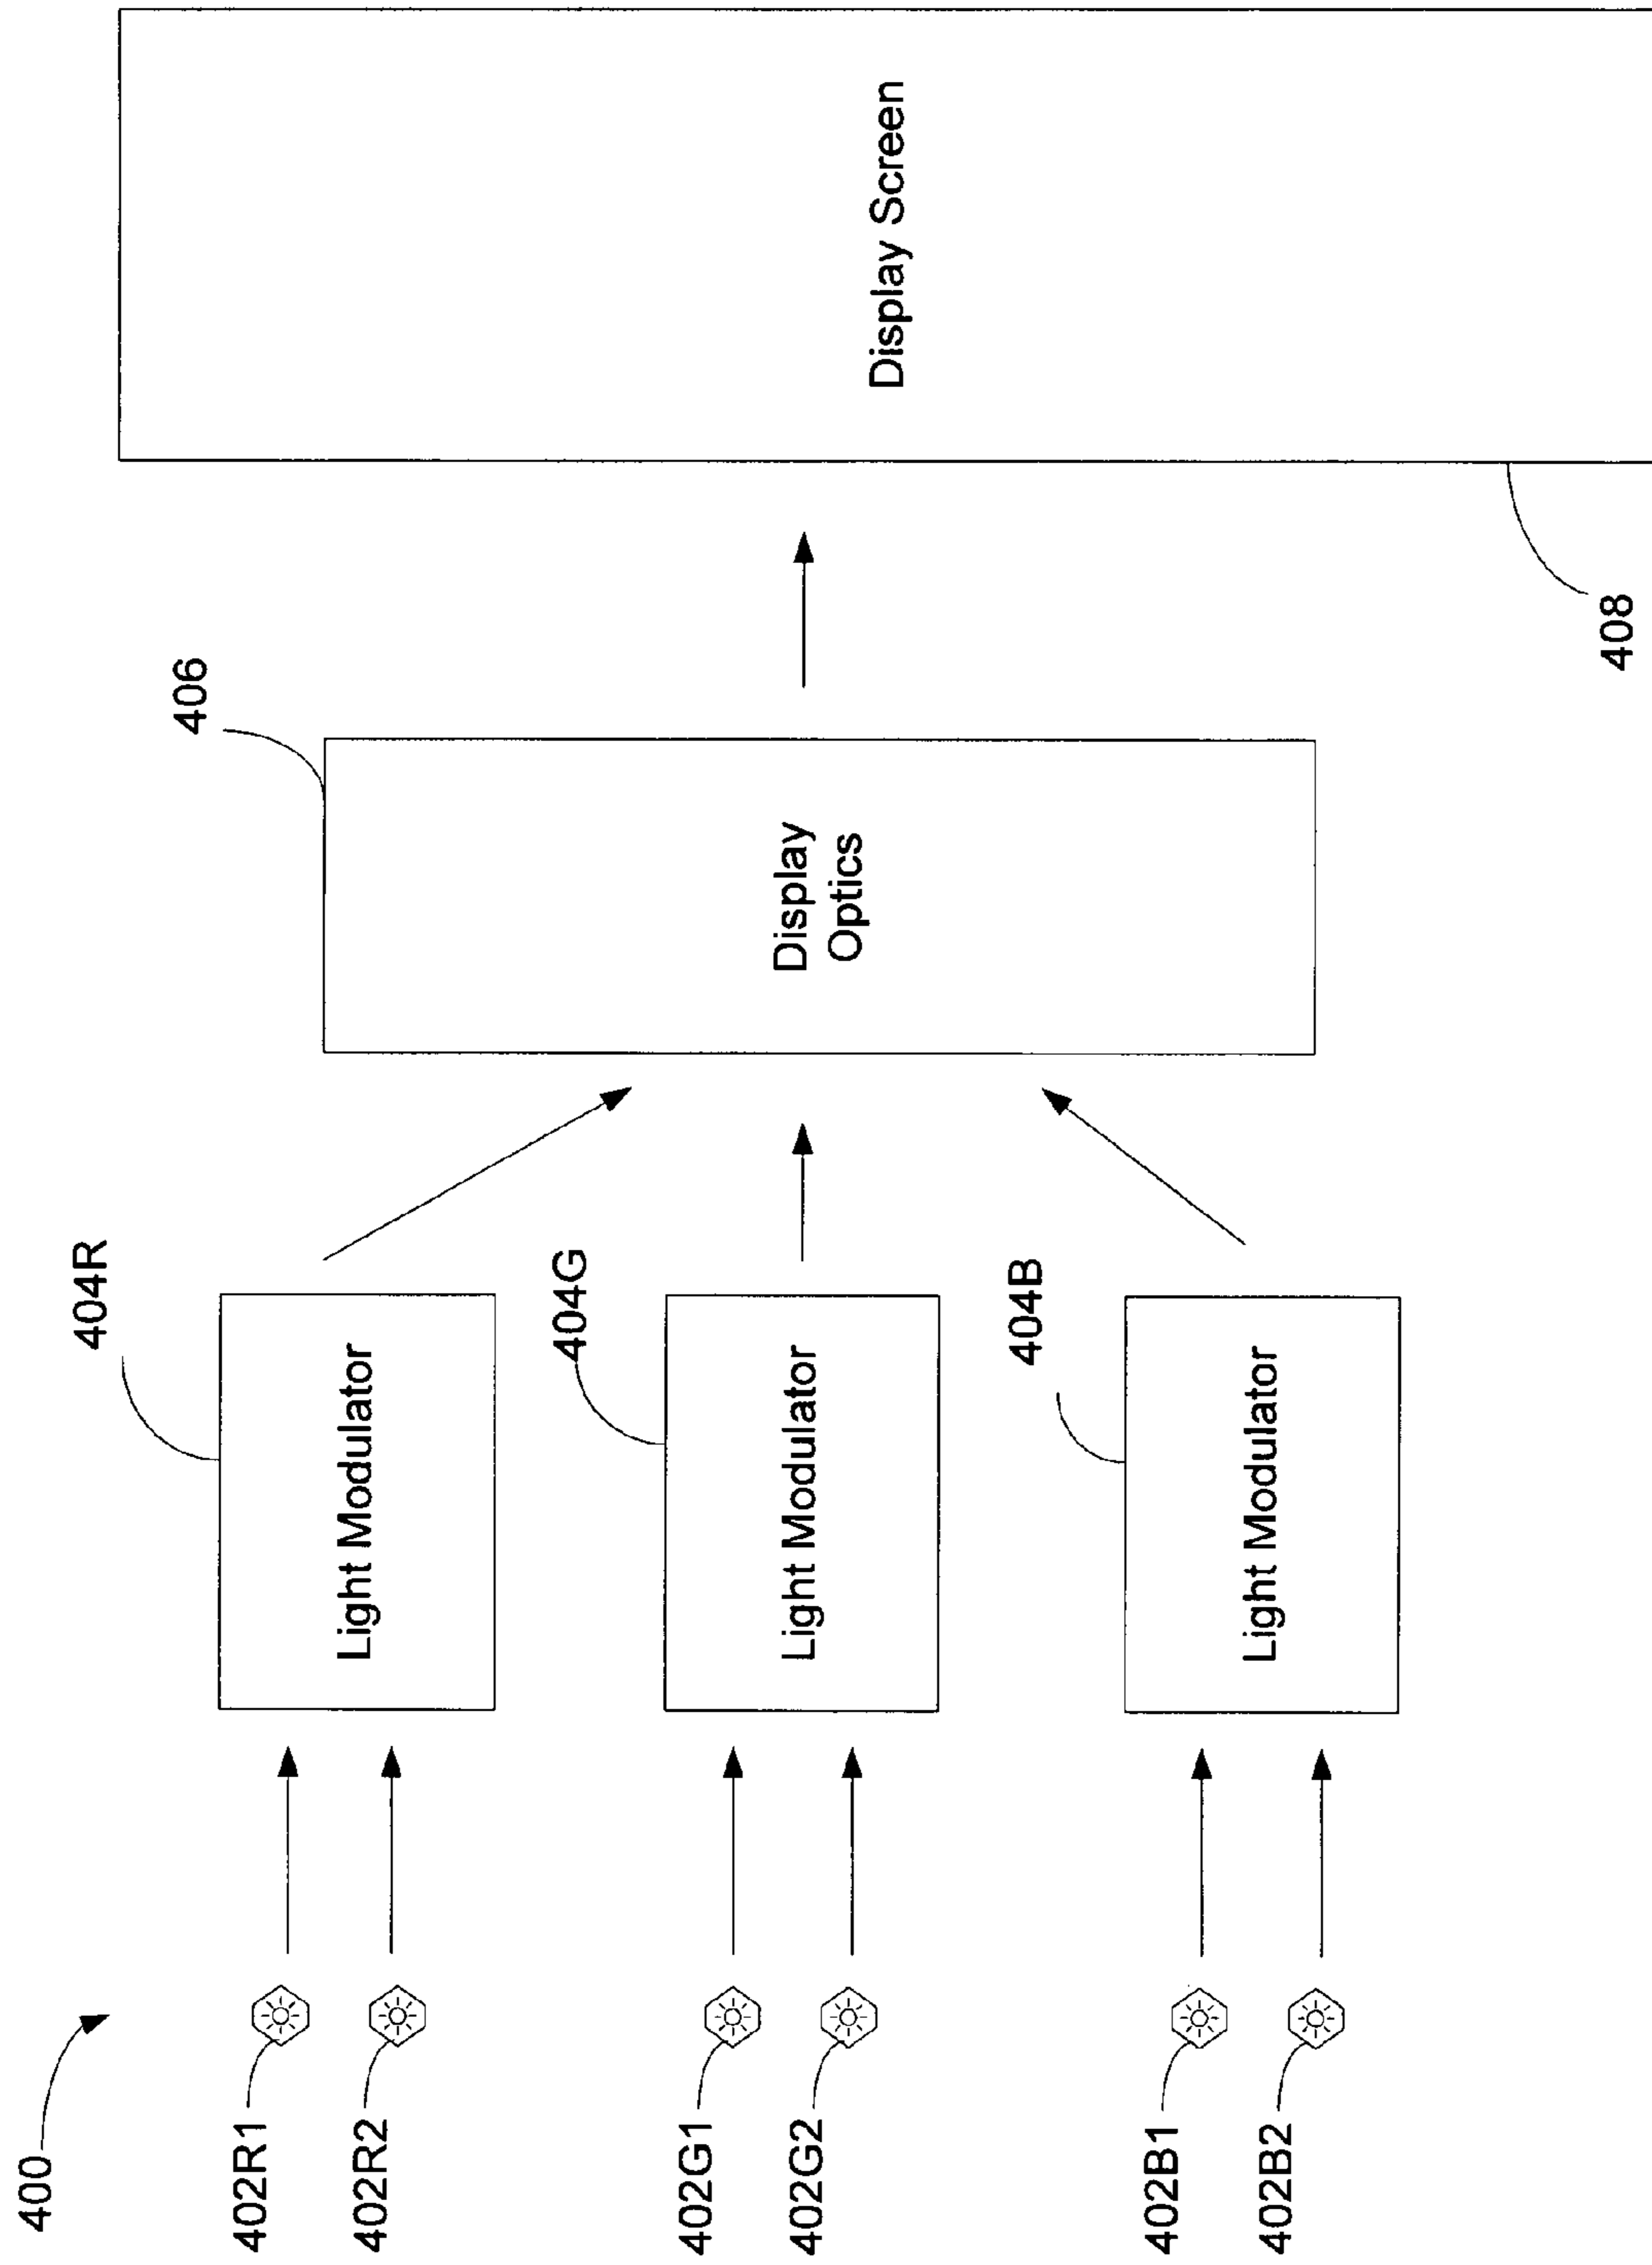 400
402R1
402R2
402G1
402G2
402B1
402B2
404R
Light Modulator
404G
Light Modulator
404B
Light Modulator
406
Display
Optics
408
Display Screen